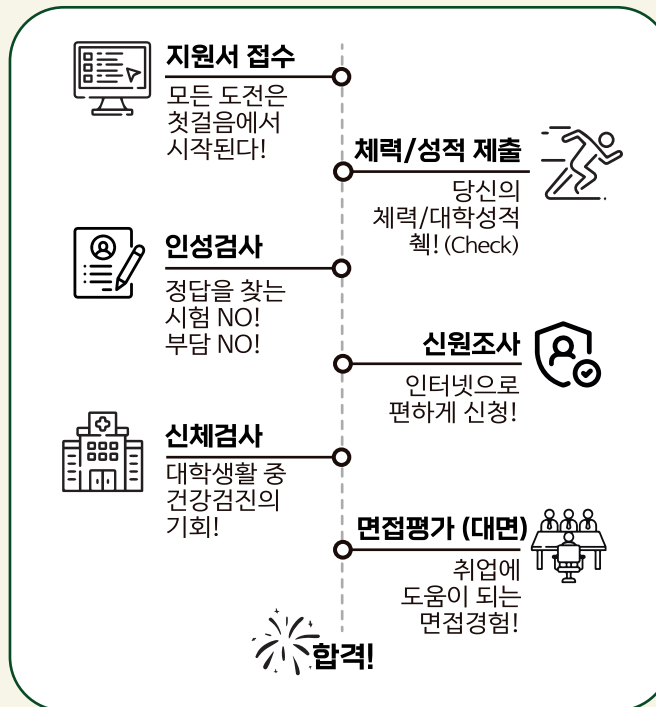 지원서 접수
모든 도전은
첫걸음에서
시작된다!
체력/성적 제출
당신의
체력/대학성적
췤! (Check)
인성검사
정답을 찾는
시험 NO!
부담 NO!
신원조사
인터넷으로
편하게 신청!
신체검사
대학생활 중
건강검진의
기회!
면접평가 (대면)
취업에
도움이 되는
면접경험!
합격!